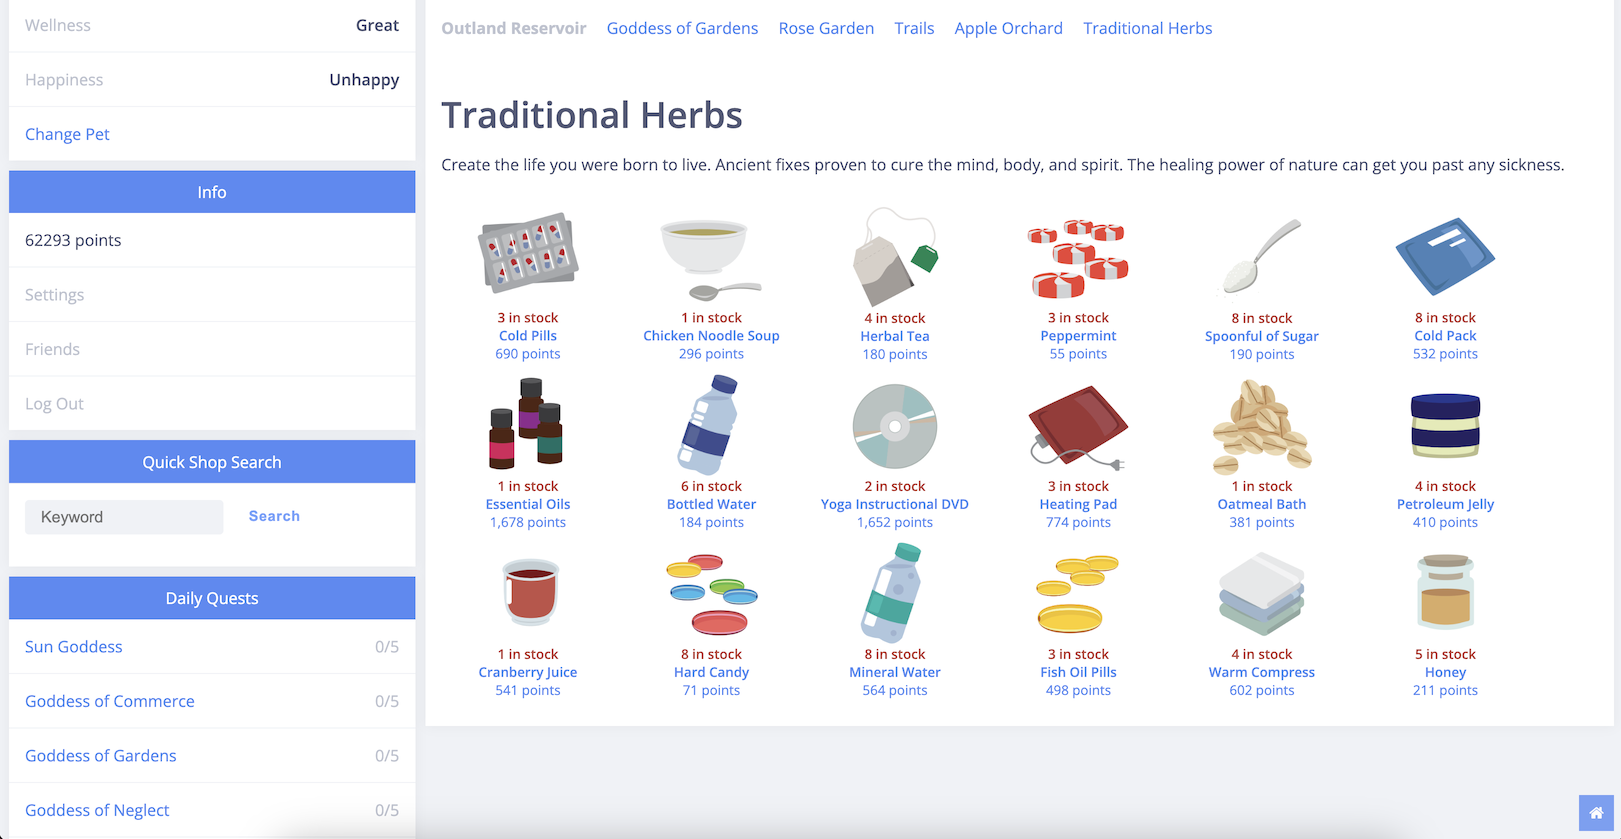 Wellness Great
Happiness Unhappy
Change Pet
Info
62293 points
Settings
Friends
Log Out
Quick Shop Search
Keyword Search
Daily Quests
Sun Goddess 0/5
Goddess of Commerce 0/5
Goddess of Gardens 0/5
Goddess of Neglect 0/5
Outland Reservoir Goddess of Gardens Rose Garden Trails Apple Orchard Traditional Herbs
Traditional Herbs
Create the life you were born to live. Ancient fixes proven to cure the mind, body, and spirit. The healing power of nature can get you past any sickness.
3 in stock
Cold Pills
690 points
1 in stock
Chicken Noodle Soup
296 points
4 in stock
Herbal Tea
180 points
3 in stock
Peppermint
55 points
8 in stock
Spoonful of Sugar
190 points
8 in stock
Cold Pack
532 points
1 in stock
Essential Oils
1,678 points
6 in stock
Bottled Water
184 points
2 in stock
Yoga Instructional DVD
1,652 points
3 in stock
Heating Pad
774 points
1 in stock
Oatmeal Bath
381 points
4 in stock
Petroleum Jelly
410 points
1 in stock
Cranberry Juice
541 points
8 in stock
Hard Candy
71 points
8 in stock
Mineral Water
564 points
3 in stock
Fish Oil Pills
498 points
4 in stock
Warm Compress
602 points
5 in stock
Honey
211 points